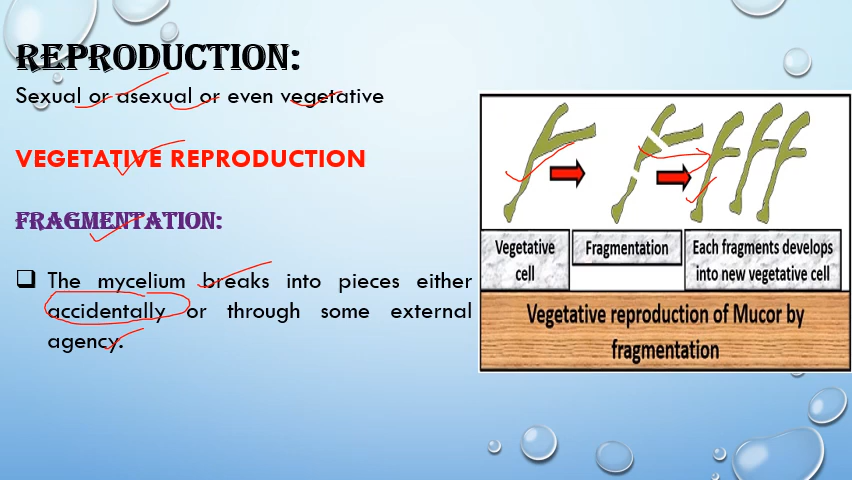 REPRODUCTION:
Sexual or asexual or even vegetative
VEGETATIVE REPRODUCTION
FRAGMENTATION:
The mycelium breaks into pieces either
accidentally or through some external
agency.
Vegetative
cell
Fragmentation
Each fragments develops
into new vegetative cell
Vegetative reproduction of Mucor by
fragmentation